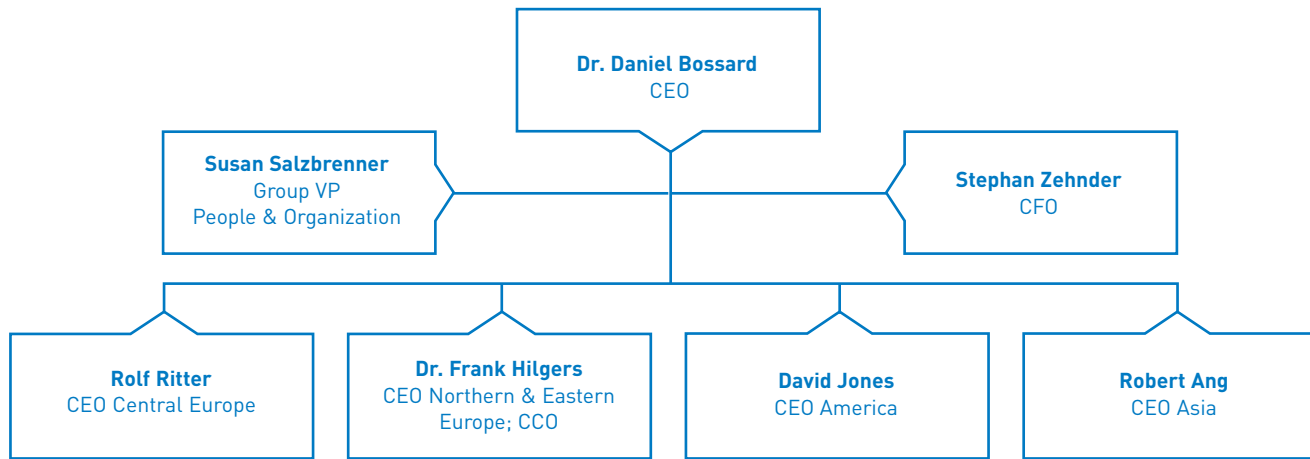 Dr. Daniel Bossard
CEO
Susan Salzbrenner
Group VP
People & Organization
Stephan Zehnder
CFO
Rolf Ritter
CEO Central Europe
Dr. Frank Hilgers
CEO Northern & Eastern
Europe; CCO
David Jones
CEO America
Robert Ang
CEO Asia